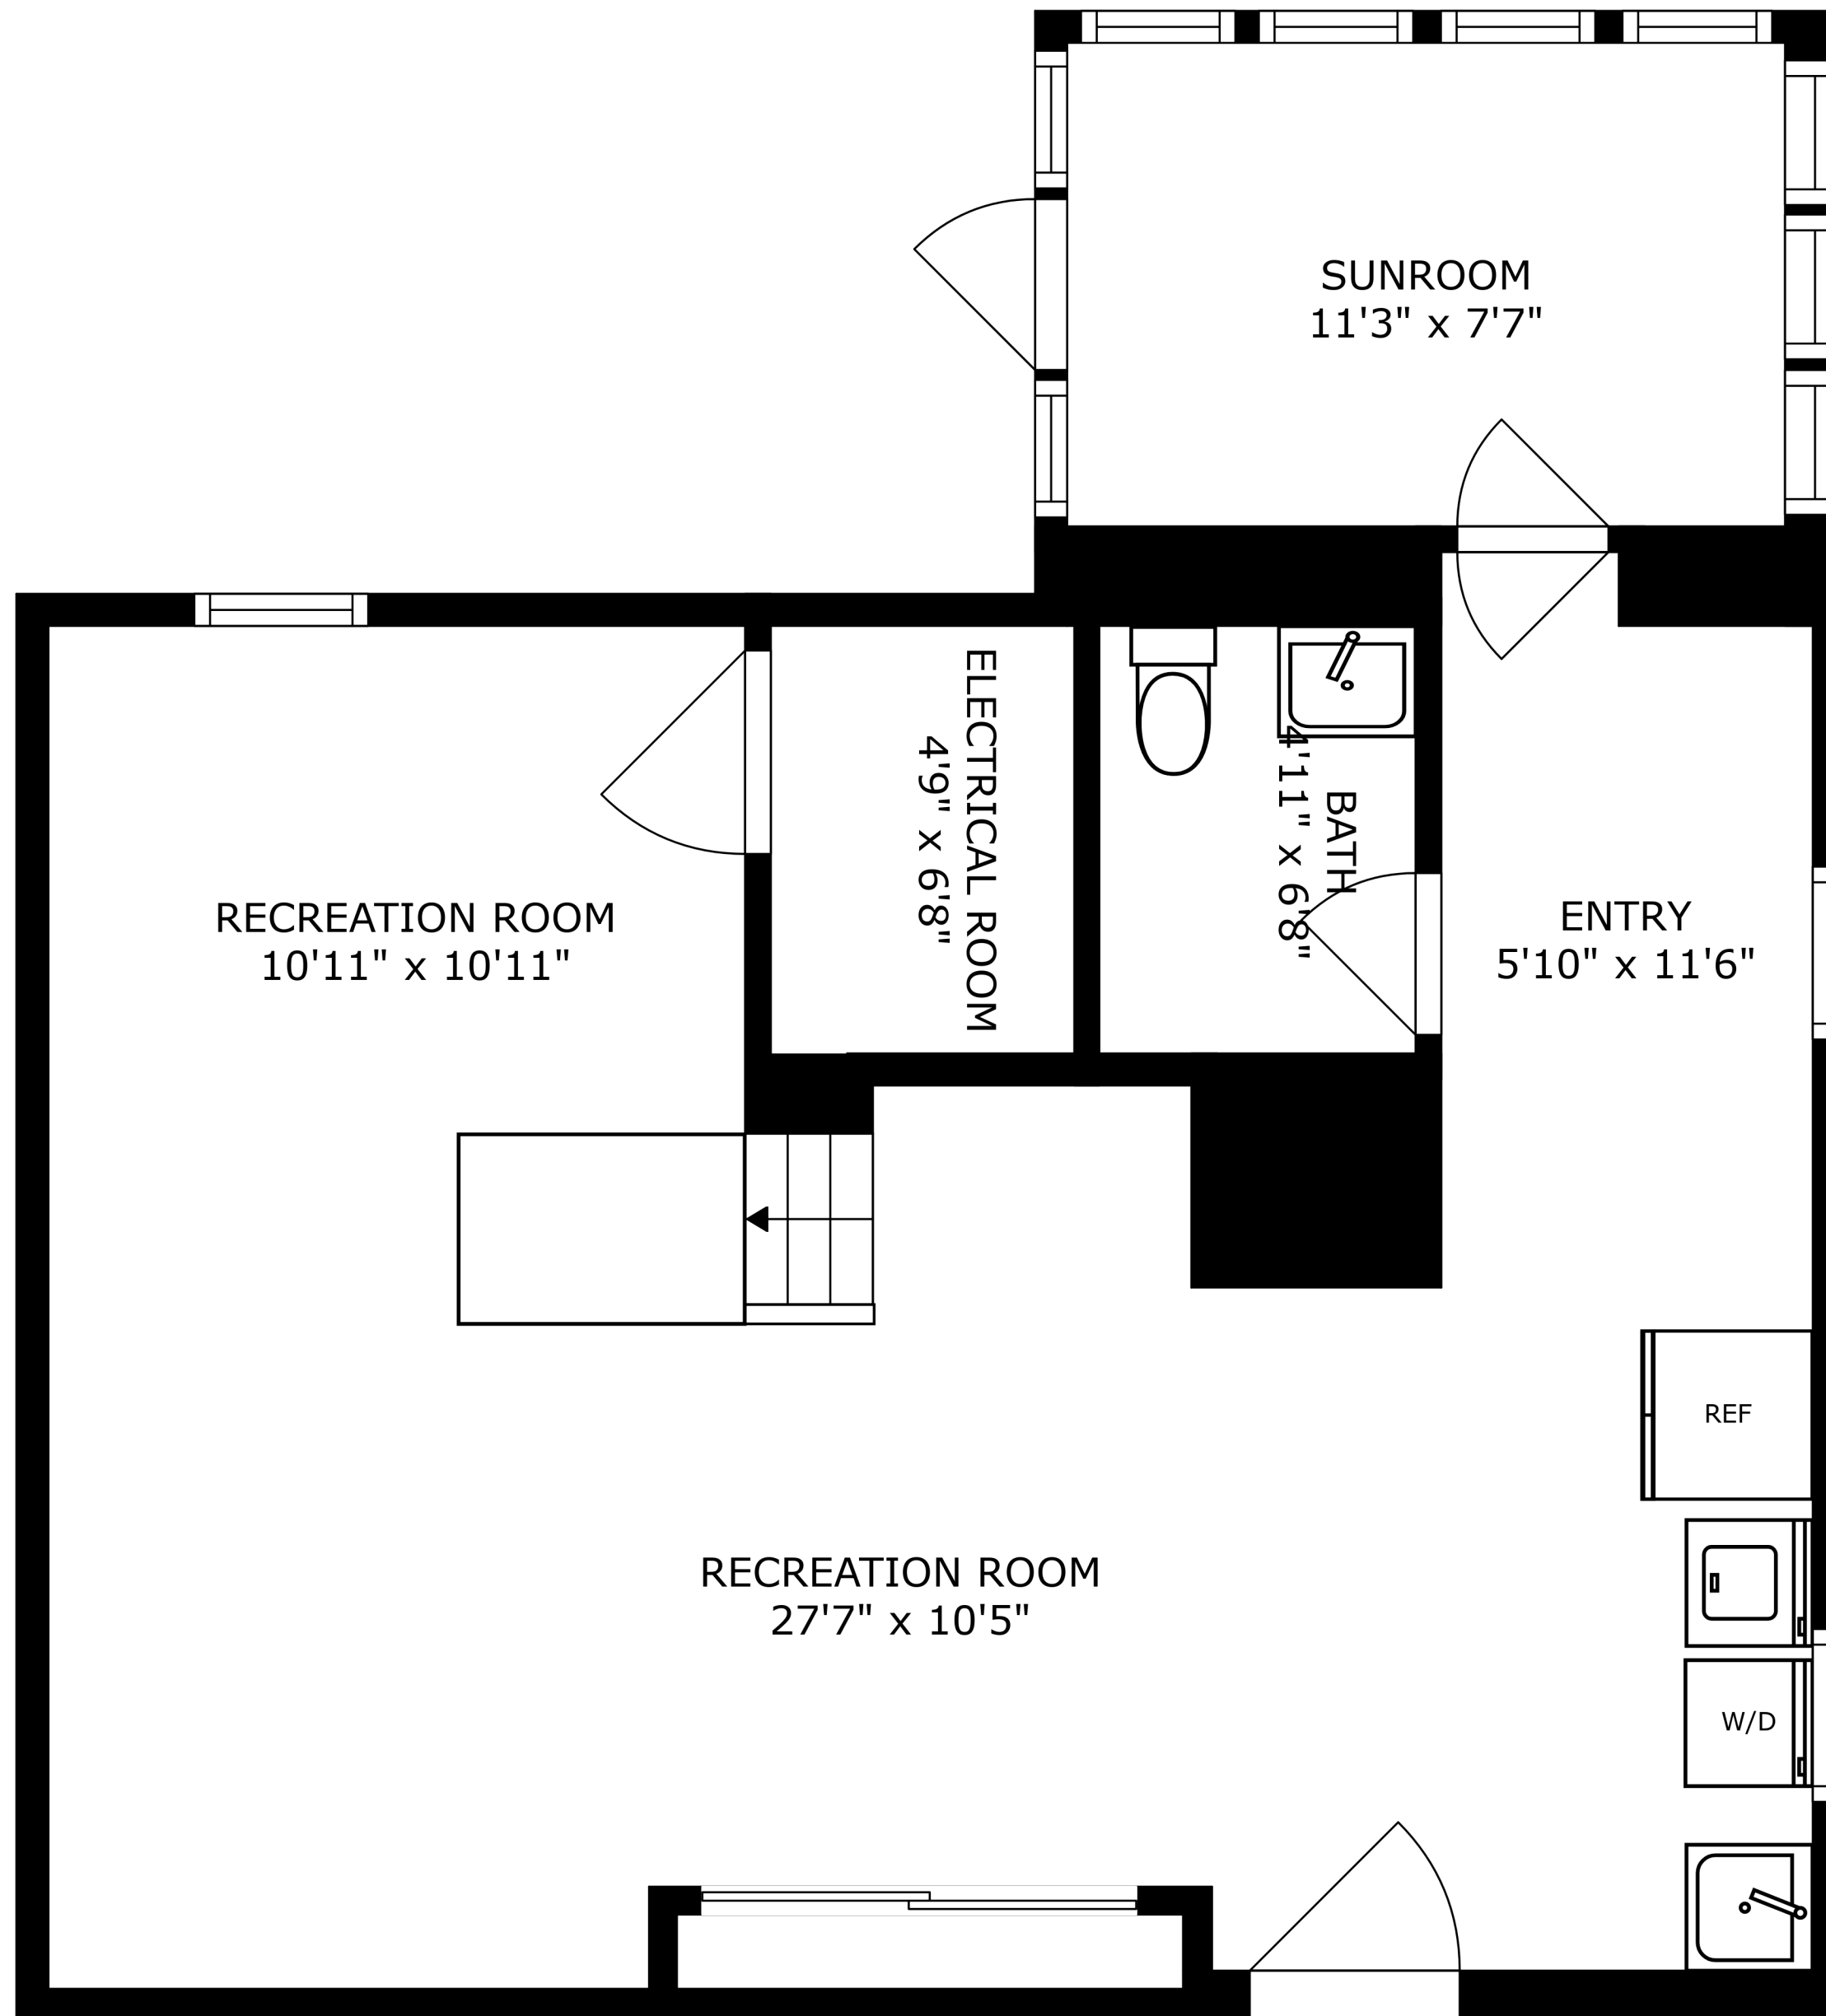 SUNROOM
11'3" x 7'7"
ELECTRICAL ROOM
4'9" x 6'8"
BATH
4'11" x 6'8"
RECREATION ROOM
10'11" x 10'11"
ENTRY
5'10" x 11'6"
REF
RECREATION ROOM
27'7" x 10'5"
W/D